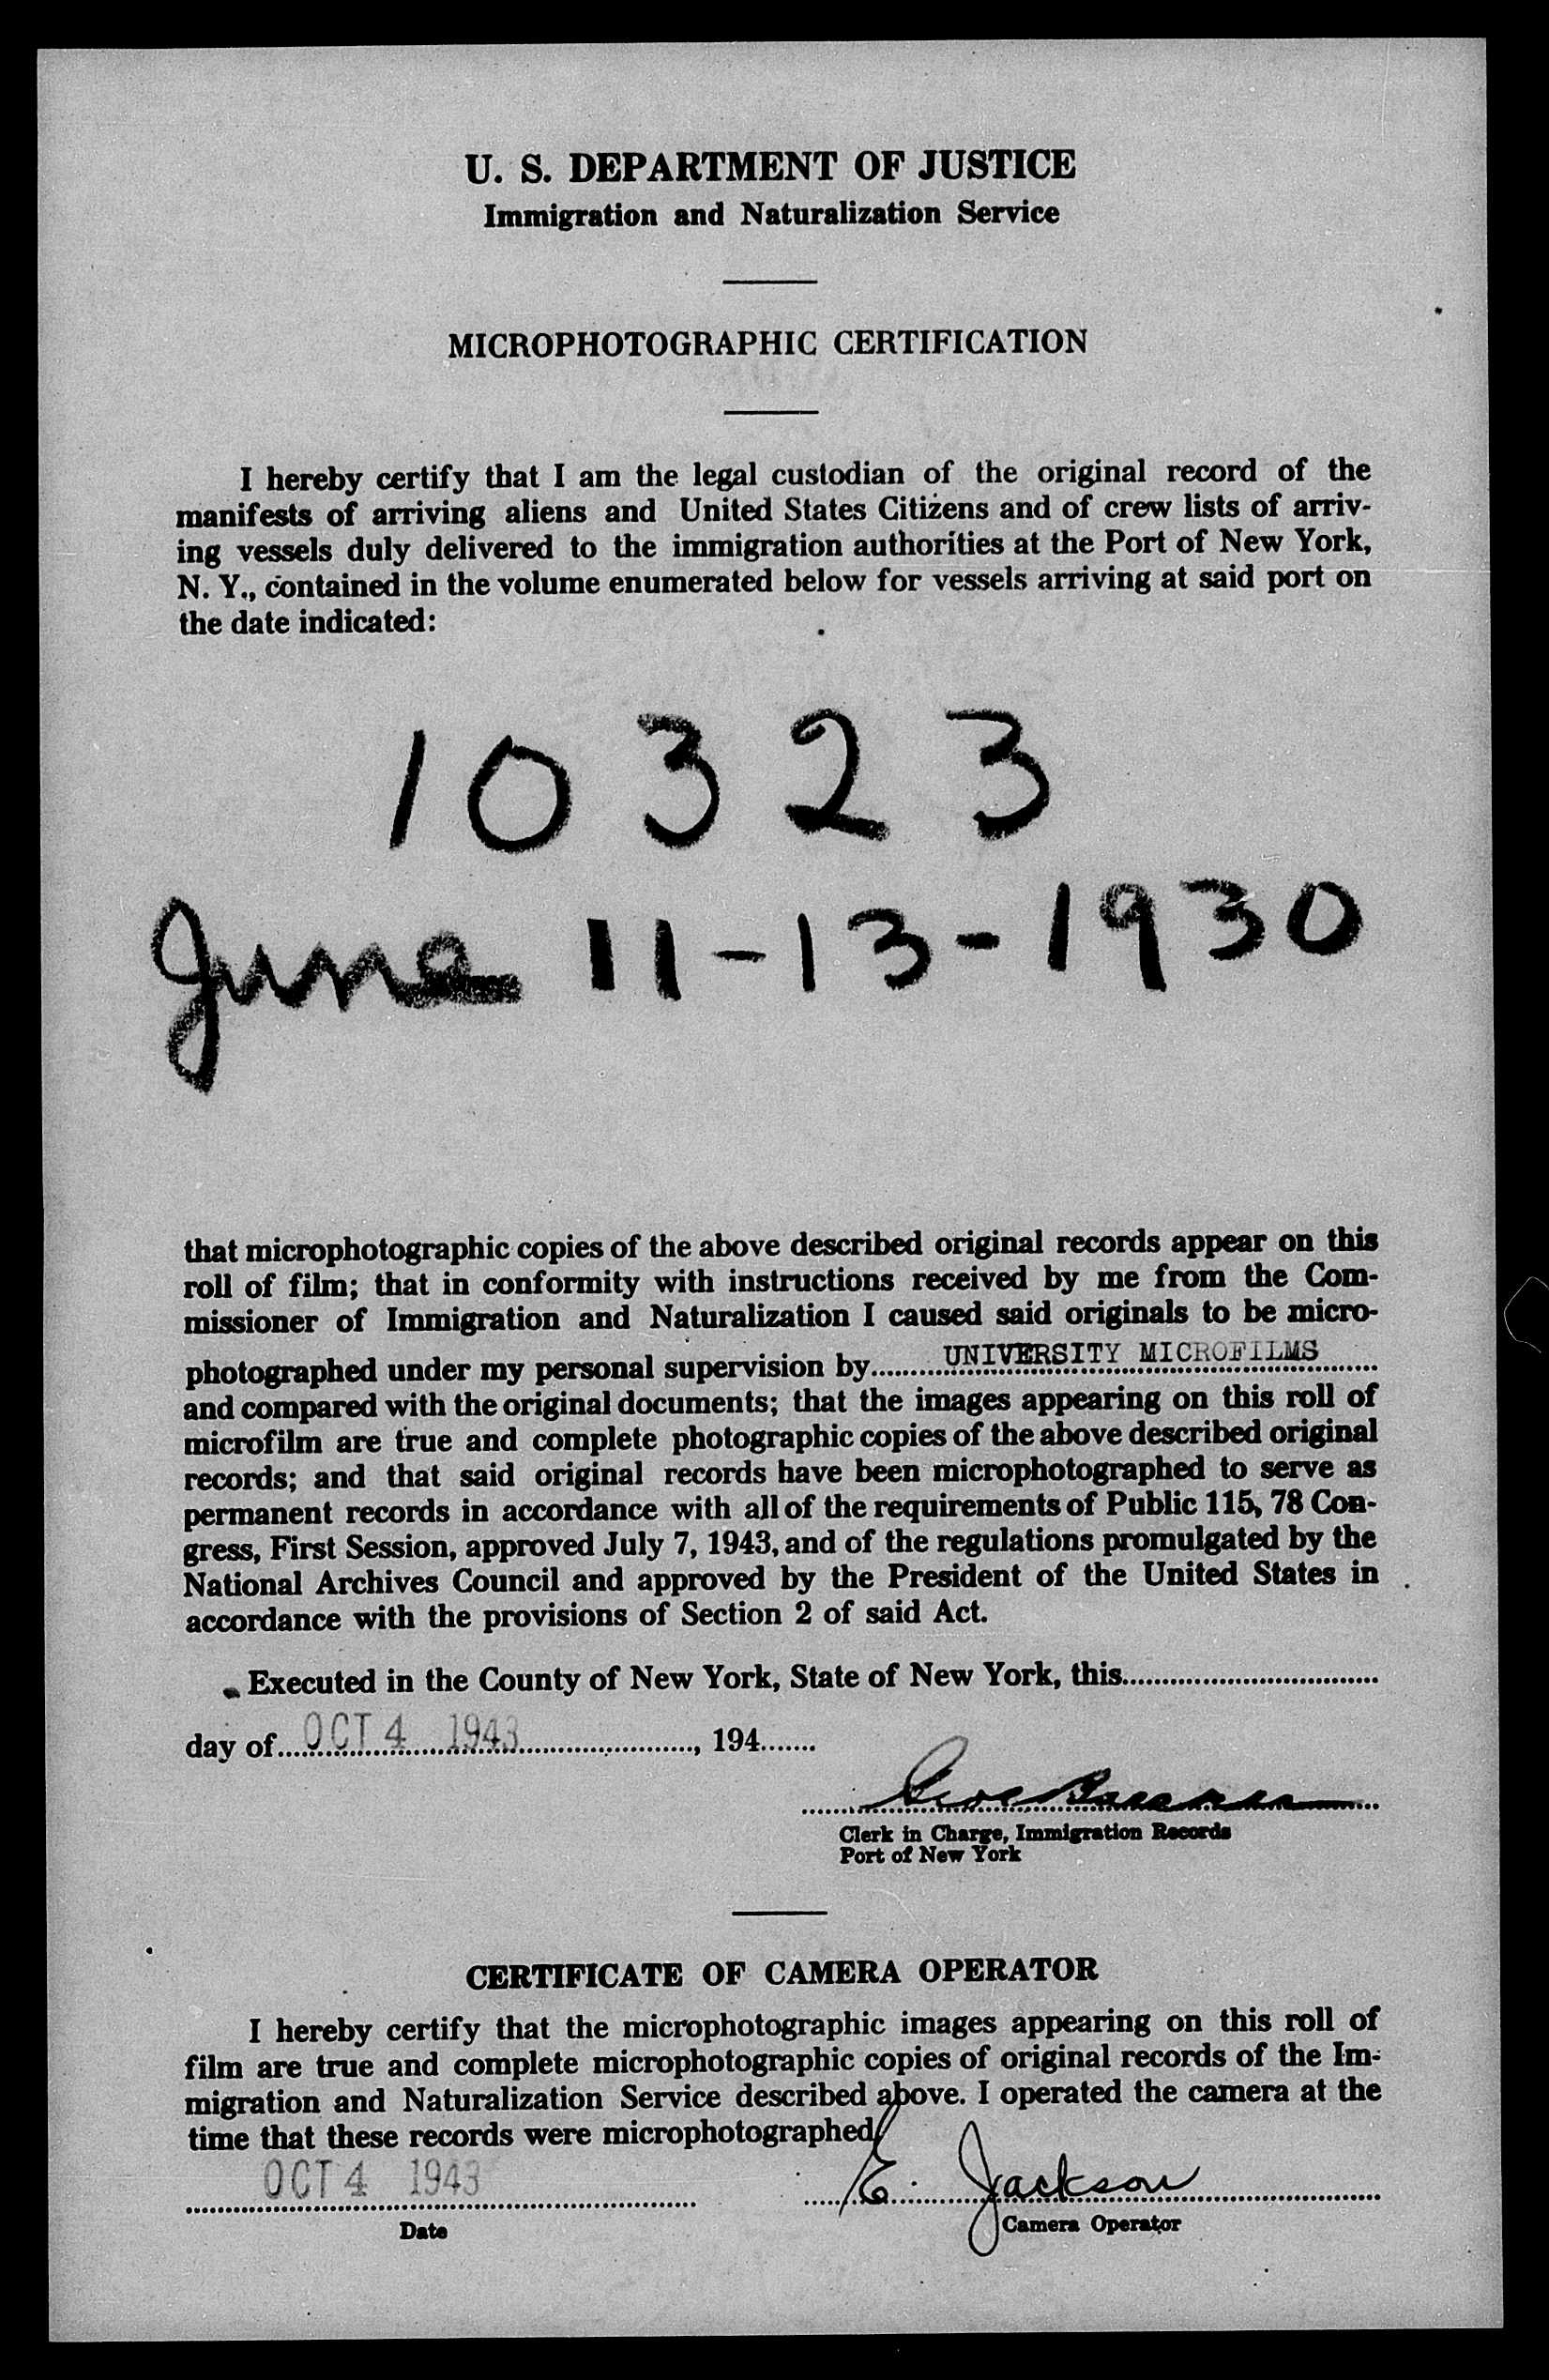 U. S. DEPARTMENT OF JUSTICE
Immigration and Naturalization Service
MICROPHOTOGRAPHIC CERTIFICATION
I hereby certify that I am the legal custodian of the original record of the
manifests of arriving aliens and United States Citizens and of crew lists of arriv-
ing vessels duly delivered to the immigration authorities at the Port of New York,
N. Y., contained in the volume enumerated below for vessels arriving at said port on
the date indicated:
10323
June 11-13-1930
that microphotographic copies of the above described original records appear on this
roll of film; that in conformity with instructions received by me from the Com-
missioner of Immigration and Naturalization I caused said originals to be micro-
photographed under my personal supervision by UNIVERSITY MICROFILMS
and compared with the original documents; that the images appearing on this roll of
microfilm are true and complete photographic copies of the above described original
records; and that said original records have been microphotographed to serve as
permanent records in accordance with all of the requirements of Public 115, 78 Con-
gress, First Session, approved July 7, 1943, and of the regulations promulgated by the
National Archives Council and approved by the President of the United States in
accordance with the provisions of Section 2 of said Act.
Executed in the County of New York, State of New York, this
day of OCT 4 1943, 194
Clerk in Charge, Immigration Records
Port of New York
CERTIFICATE OF CAMERA OPERATOR
I hereby certify that the microphotographic images appearing on this roll of
film are true and complete microphotographic copies of original records of the Im-
migration and Naturalization Service described above. I operated the camera at the
time that these records were microphotographed
OCT 4 1943 E. Jackson
Date Camera Operator